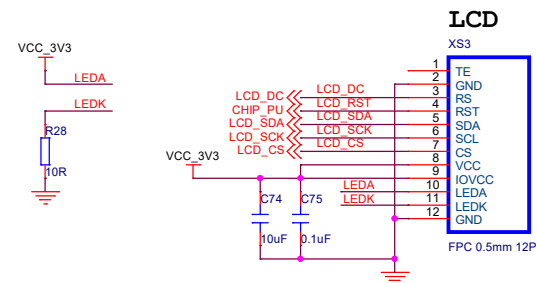 LCD
XS3
VCC_3V3
LEDA
LEDK
R28
10R
LCD_DC LCD_DC
CHIP_PU LCD_RST
LCD_SDA LCD_SDA
LCD_SCK LCD_SCK
LCD_CS LCD_CS
VCC_3V3
LEDA
LEDK
C74
10uF
C75
0.1uF
1 TE
2 GND
3 RS
4 RST
5 SDA
6 SCL
7 CS
8 VCC
9 IOVCC
10 LEDA
11 LEDK
12 GND
FPC 0.5mm 12P